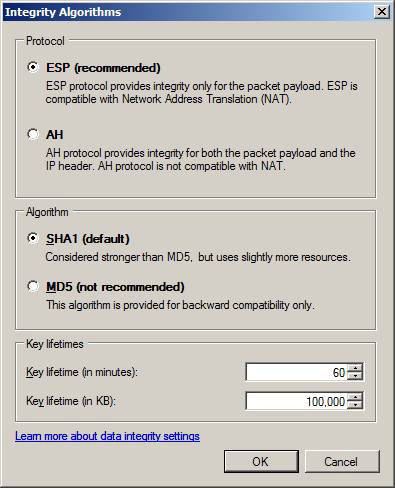 Integrity Algorithms
Protocol
ESP (recommended)
ESP protocol provides integrity only for the packet payload. ESP is
compatible with Network Address Translation (NAT).
AH
AH protocol provides integrity for both the packet payload and the
IP header. AH protocol is not compatible with NAT.
Algorithm
SHA1 (default)
Considered stronger than MD5, but uses slightly more resources.
MD5 (not recommended)
This algorithm is provided for backward compatibility only.
Key lifetimes
Key lifetime (in minutes): 60
Key lifetime (in KB): 100,000
Learn more about data integrity settings
OK Cancel